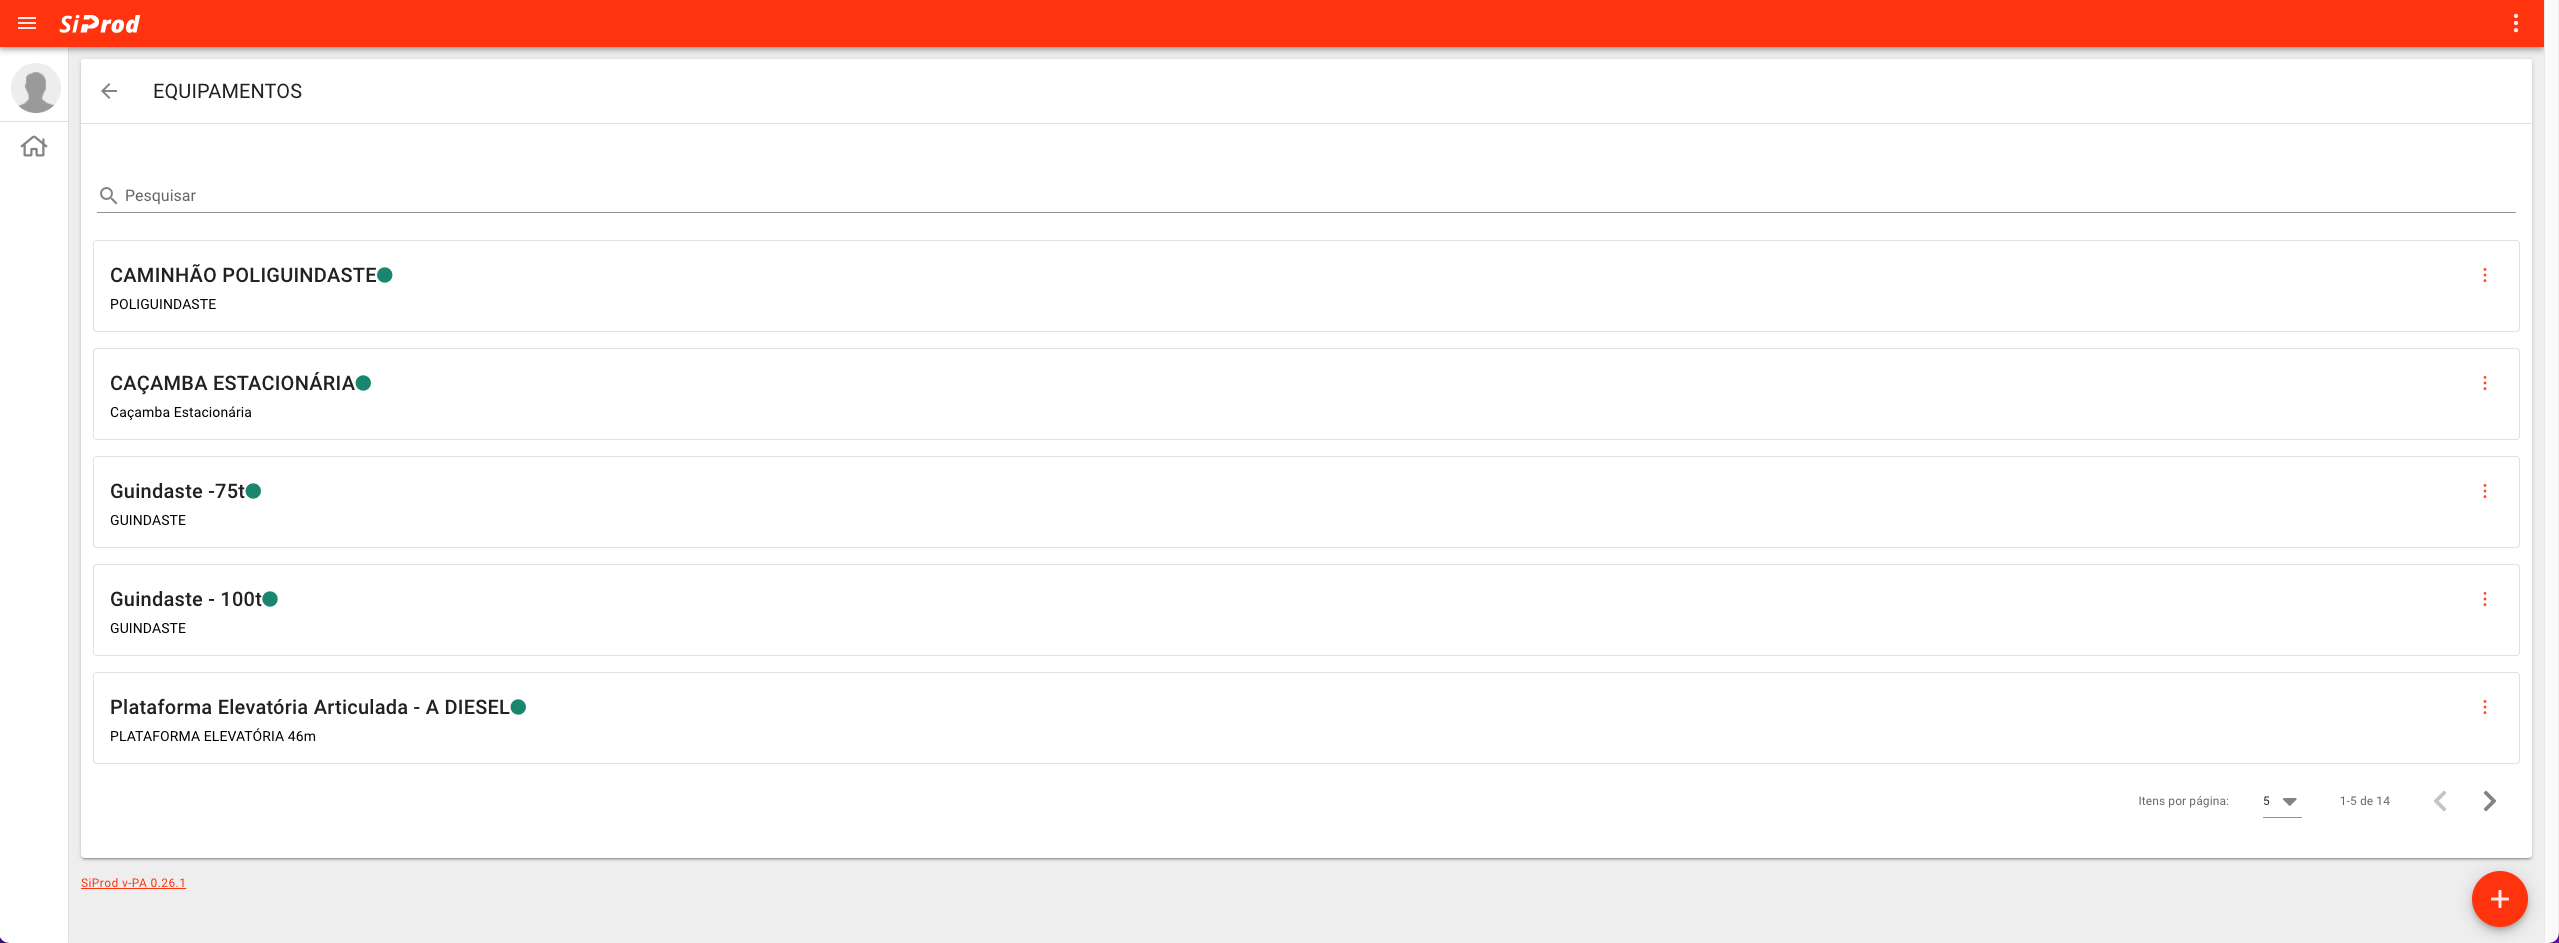 SiProd
EQUIPAMENTOS
Pesquisar
CAMINHÃO POLIGUINDASTE
POLIGUINDASTE
CAÇAMBA ESTACIONÁRIA
Caçamba Estacionária
Guindaste -75t
GUINDASTE
Guindaste - 100t
GUINDASTE
Plataforma Elevatória Articulada - A DIESEL
PLATAFORMA ELEVATÓRIA 46m
Itens por página: 5 1-5 de 14
SiProd v-PA 0.26.1